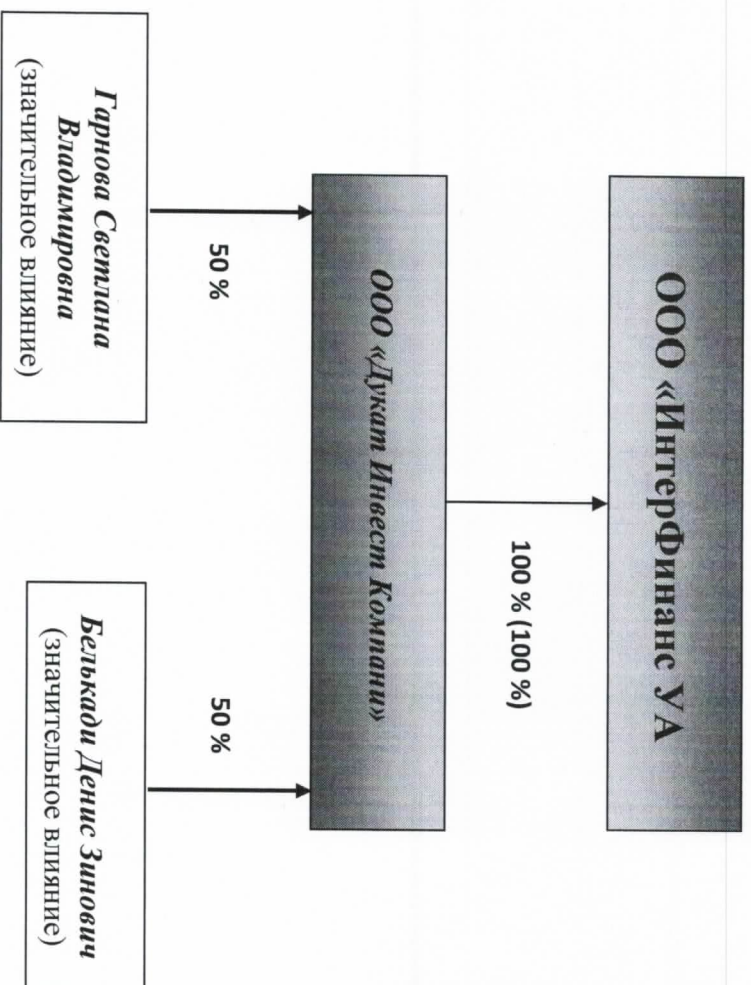 ООО «ИнтерФинанс УА
100 % (100 %)
ООО «Дукат Инвест Компани»
50 %
50 %
Гарнова Светлана
Владимировна
(значительное влияние)
Белькади Денис Зинович
(значительное влияние)